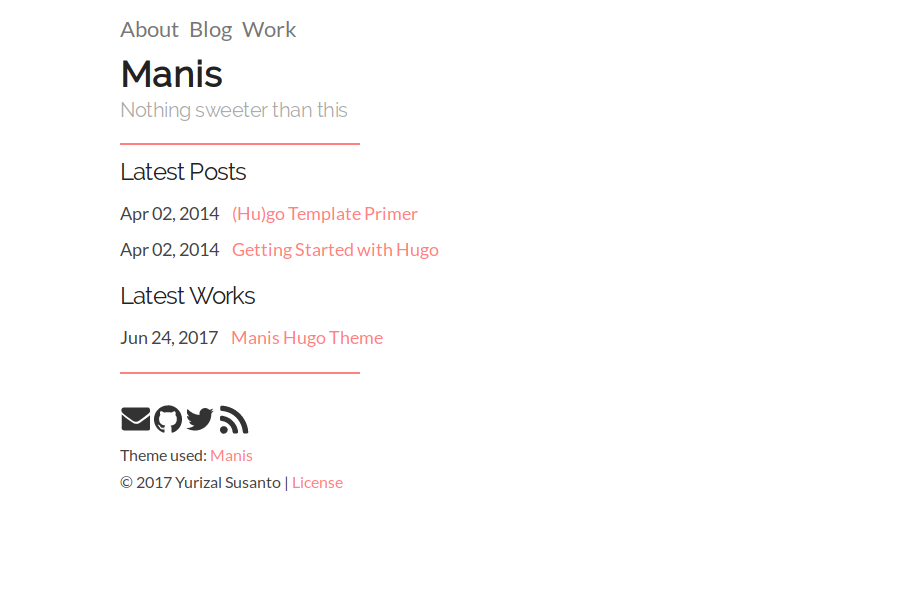 About Blog Work
Manis
Nothing sweeter than this
Latest Posts
Apr 02, 2014 (Hu)go Template Primer
Apr 02, 2014 Getting Started with Hugo
Latest Works
Jun 24, 2017 Manis Hugo Theme
Theme used: Manis
© 2017 Yurizal Susanto | License